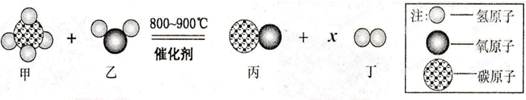 甲 + 乙 800~900℃ 催化剂 丙 + x 丁
注: —氢原子
—氧原子
—碳原子